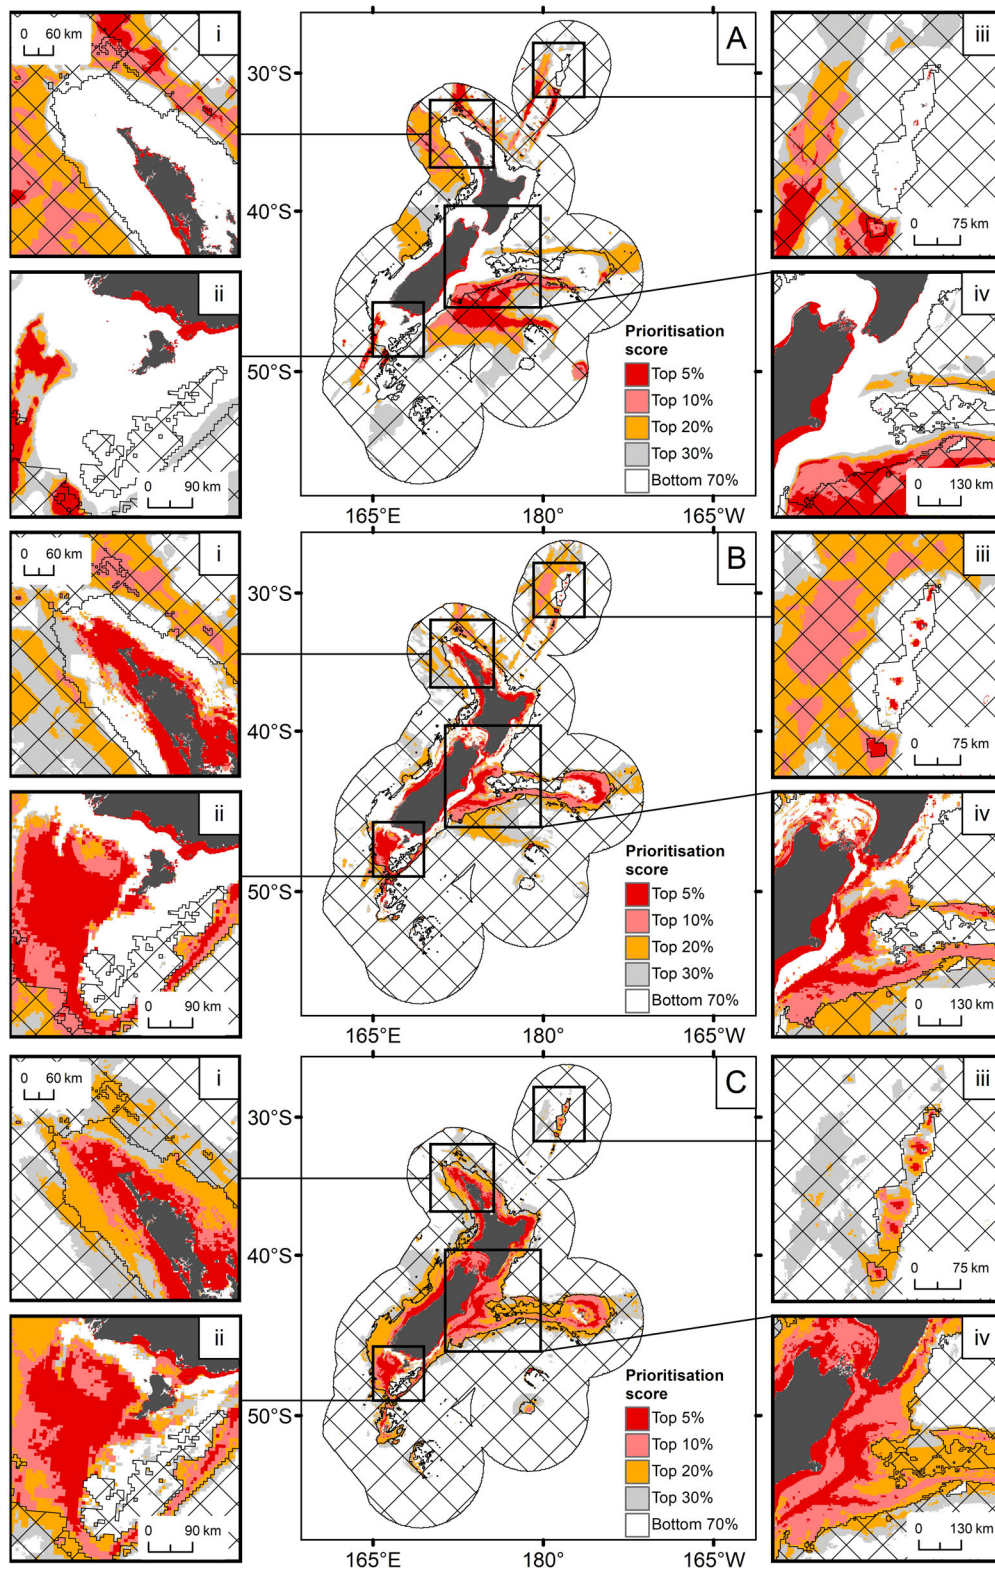 i
0 60 km
A
iii
0 75 km
30°S
40°S
50°S
ii
0 90 km
iv
0 130 km
Prioritisation
score
Top 5%
Top 10%
Top 20%
Top 30%
Bottom 70%
165°E 180° 165°W
i
0 60 km
B
iii
0 75 km
30°S
40°S
50°S
ii
0 90 km
iv
0 130 km
Prioritisation
score
Top 5%
Top 10%
Top 20%
Top 30%
Bottom 70%
165°E 180° 165°W
i
0 60 km
C
iii
0 75 km
30°S
40°S
50°S
ii
0 90 km
iv
0 130 km
Prioritisation
score
Top 5%
Top 10%
Top 20%
Top 30%
Bottom 70%
165°E 180° 165°W